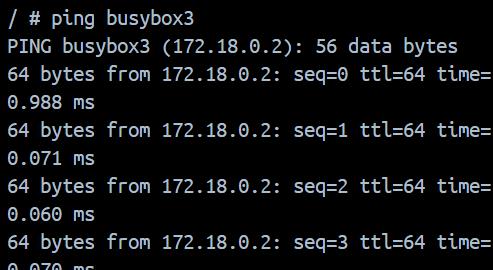 / # ping busybox3
PING busybox3 (172.18.0.2): 56 data bytes
64 bytes from 172.18.0.2: seq=0 ttl=64 time=
0.988 ms
64 bytes from 172.18.0.2: seq=1 ttl=64 time=
0.071 ms
64 bytes from 172.18.0.2: seq=2 ttl=64 time=
0.060 ms
64 bytes from 172.18.0.2: seq=3 ttl=64 time=
0.070 ms